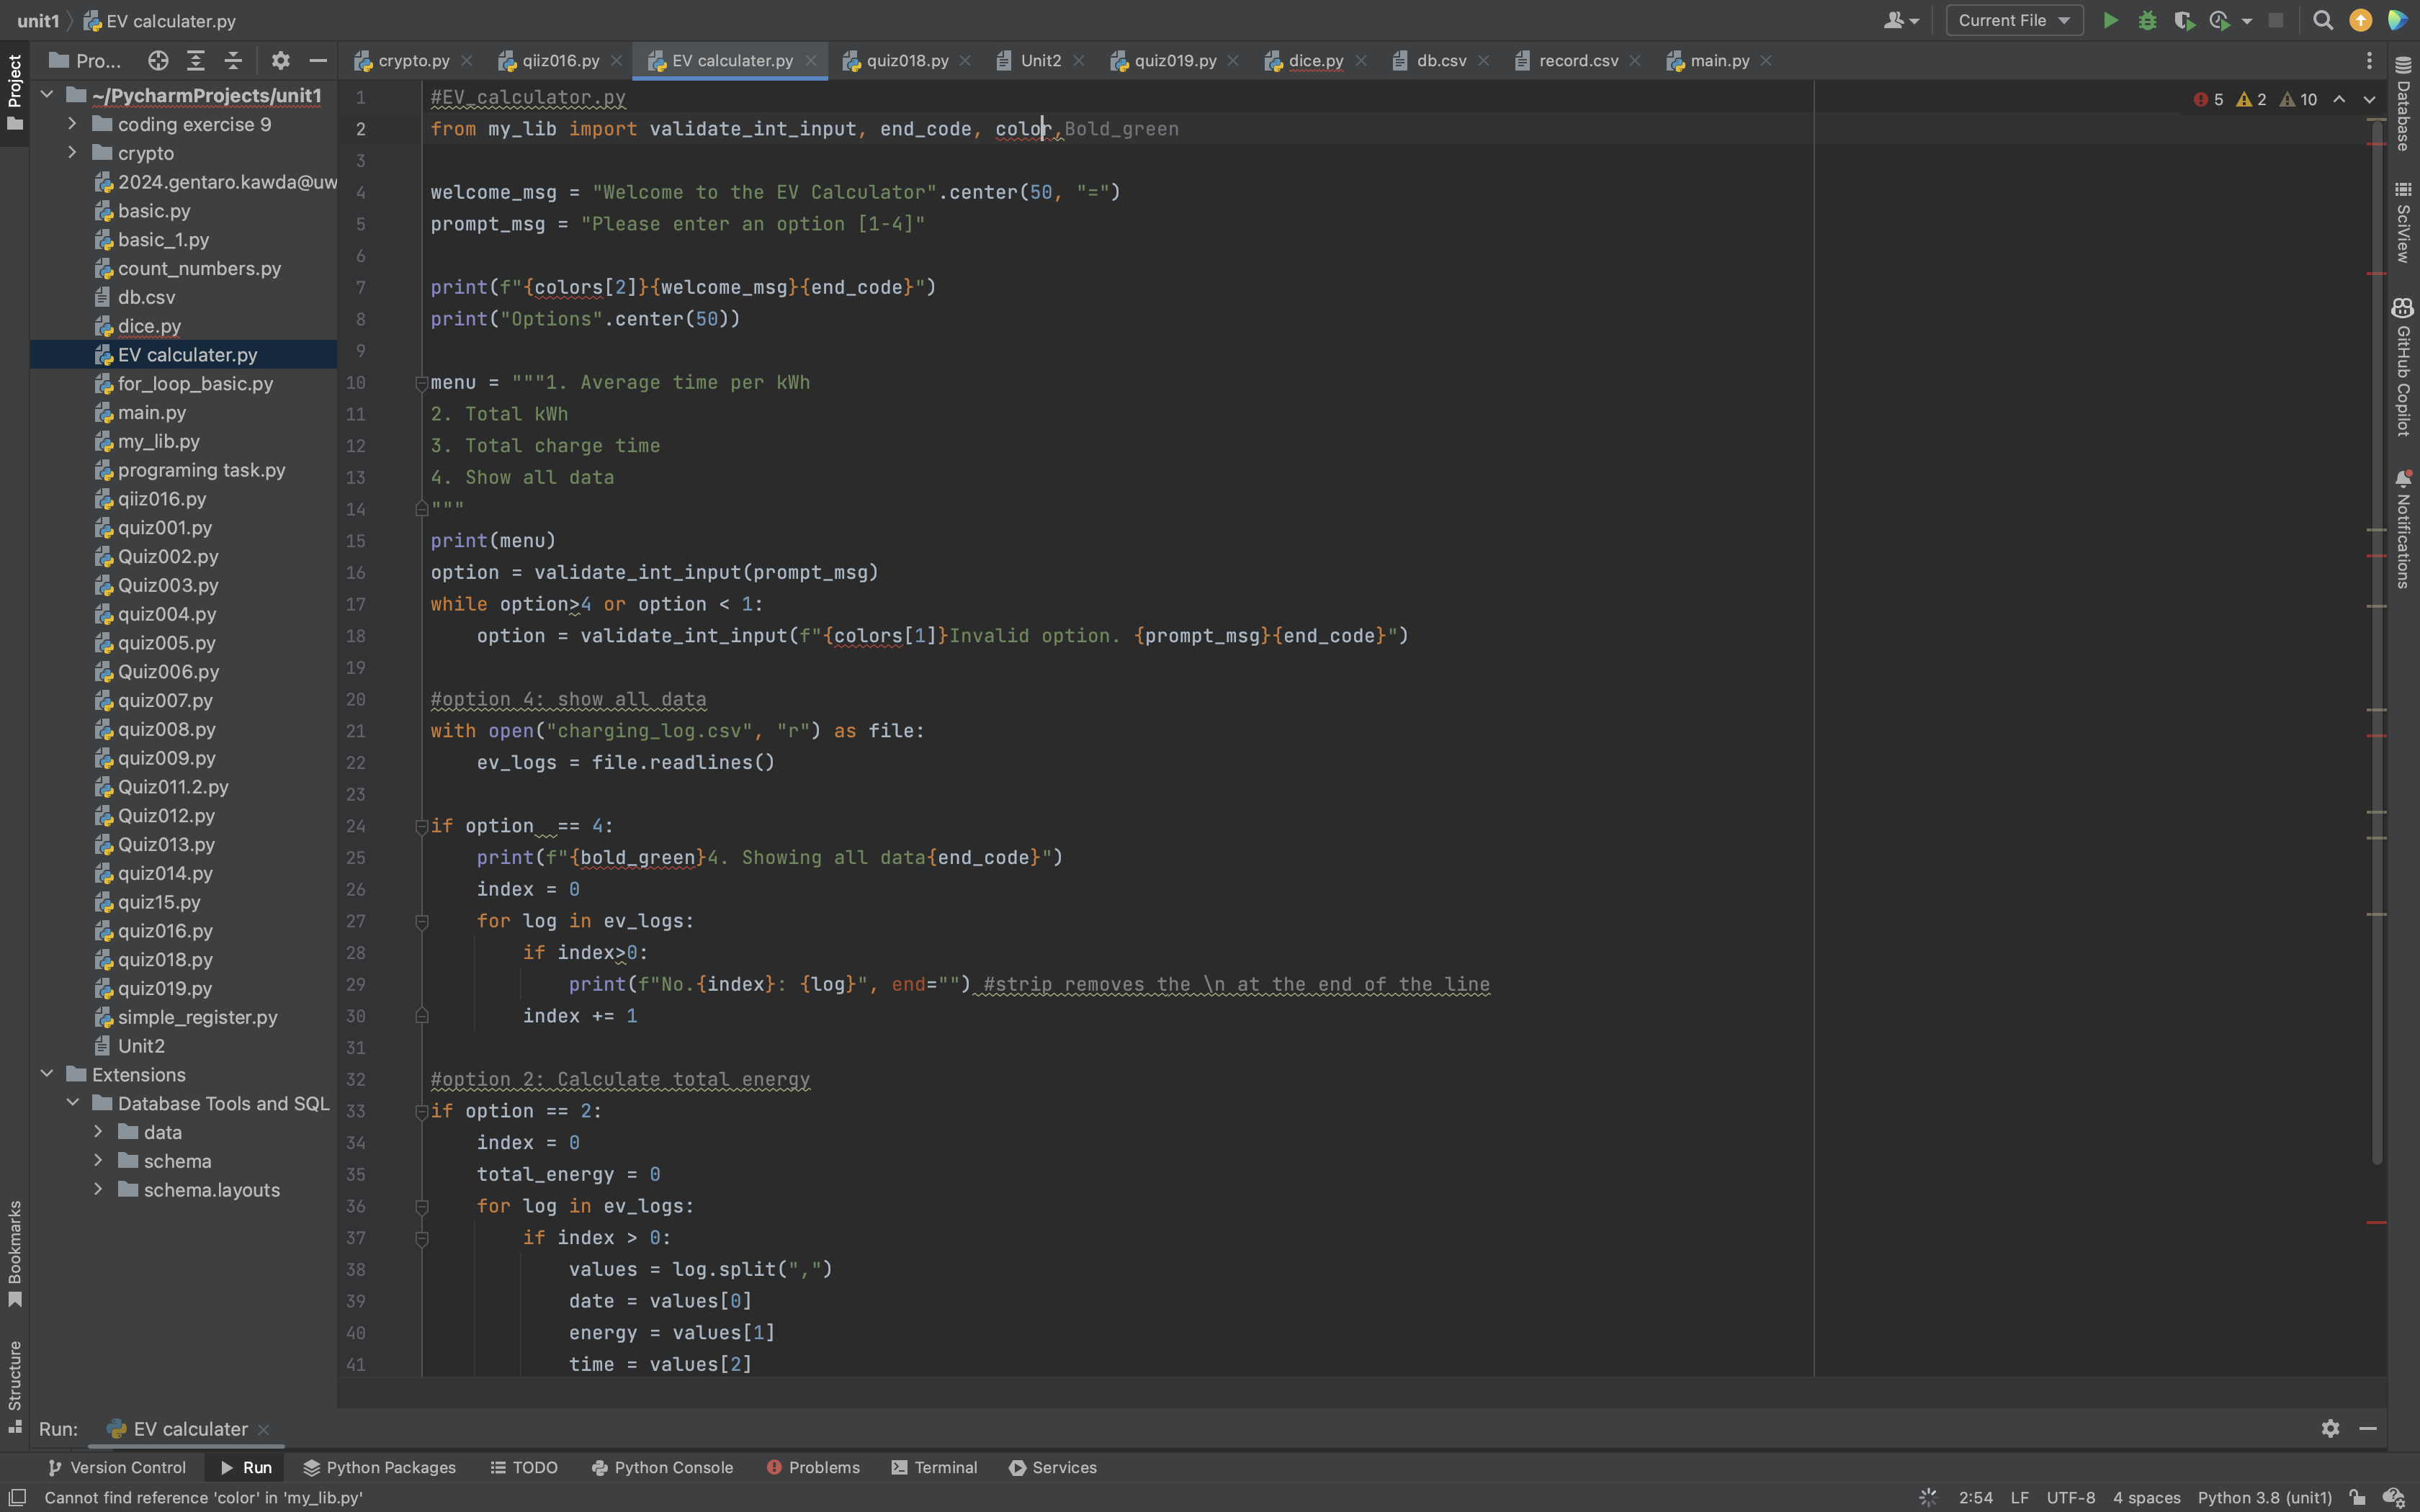 unit1 EV calculater.py Current File
Project
Pro...
crypto.py qiiz016.py EV calculater.py quiz018.py Unit2 quiz019.py dice.py db.csv record.csv main.py
~/PycharmProjects/unit1
coding exercise 9
crypto
2024.gentaro.kawda@uw
basic.py
basic_1.py
count_numbers.py
db.csv
dice.py
EV calculater.py
for_loop_basic.py
main.py
my_lib.py
programing task.py
qiiz016.py
quiz001.py
Quiz002.py
Quiz003.py
quiz004.py
quiz005.py
Quiz006.py
quiz007.py
quiz008.py
quiz009.py
Quiz011.2.py
Quiz012.py
Quiz013.py
quiz014.py
quiz15.py
quiz016.py
quiz018.py
quiz019.py
simple_register.py
Unit2
Extensions
Database Tools and SQL
data
schema
schema.layouts
Bookmarks
Structure
5 2 10
1 #EV_calculator.py
2 from my_lib import validate_int_input, end_code, color,Bold_green
3
4 welcome_msg = "Welcome to the EV Calculator".center(50, "=")
5 prompt_msg = "Please enter an option [1-4]"
6
7 print(f"{colors[2]}{welcome_msg}{end_code}")
8 print("Options".center(50))
9
10 menu = """1. Average time per kWh
11 2. Total kWh
12 3. Total charge time
13 4. Show all data
14 """
15 print(menu)
16 option = validate_int_input(prompt_msg)
17 while option>4 or option < 1:
18 option = validate_int_input(f"{colors[1]}Invalid option. {prompt_msg}{end_code}")
19
20 #option 4: show all data
21 with open("charging_log.csv", "r") as file:
22 ev_logs = file.readlines()
23
24 if option  == 4:
25 print(f"{bold_green}4. Showing all data{end_code}")
26 index = 0
27 for log in ev_logs:
28 if index>0:
29 print(f"No.{index}: {log}", end="") #strip removes the \n at the end of the line
30 index += 1
31
32 #option 2: Calculate total energy
33 if option == 2:
34 index = 0
35 total_energy = 0
36 for log in ev_logs:
37 if index > 0:
38 values = log.split(",")
39 date = values[0]
40 energy = values[1]
41 time = values[2]
Database
SciView
GitHub Copilot
Notifications
Run: EV calculater
Version Control Run Python Packages TODO Python Console Problems Terminal Services
Cannot find reference 'color' in 'my_lib.py' 2:54 LF UTF-8 4 spaces Python 3.8 (unit1)